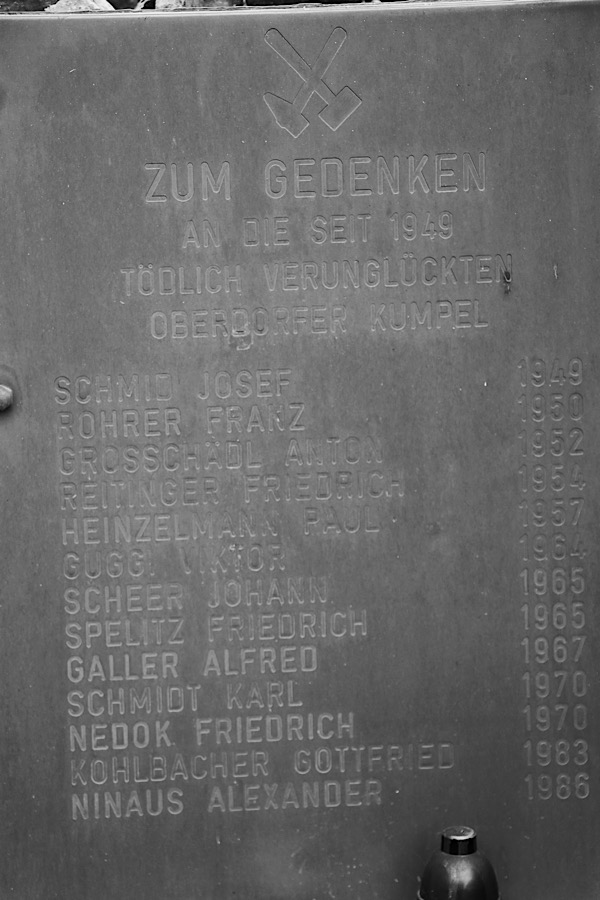 ZUM GEDENKEN
AN DIE SEIT 1949
TÖDLICH VERUNGLÜCKTEN
OBERDORFER KUMPEL
SCHMID JOSEF 1949
ROHRER FRANZ 1950
GROSSCHÄDL ANTON 1952
REITINGER FRIEDRICH 1954
HEINZELMANN PAUL 1957
GUGGI VIKTOR 1964
SCHEER JOHANN 1965
SPELITZ FRIEDRICH 1965
GALLER ALFRED 1967
SCHMIDT KARL 1970
NEDOK FRIEDRICH 1970
KOHLBACHER GOTTFRIED 1983
NINAUS ALEXANDER 1986